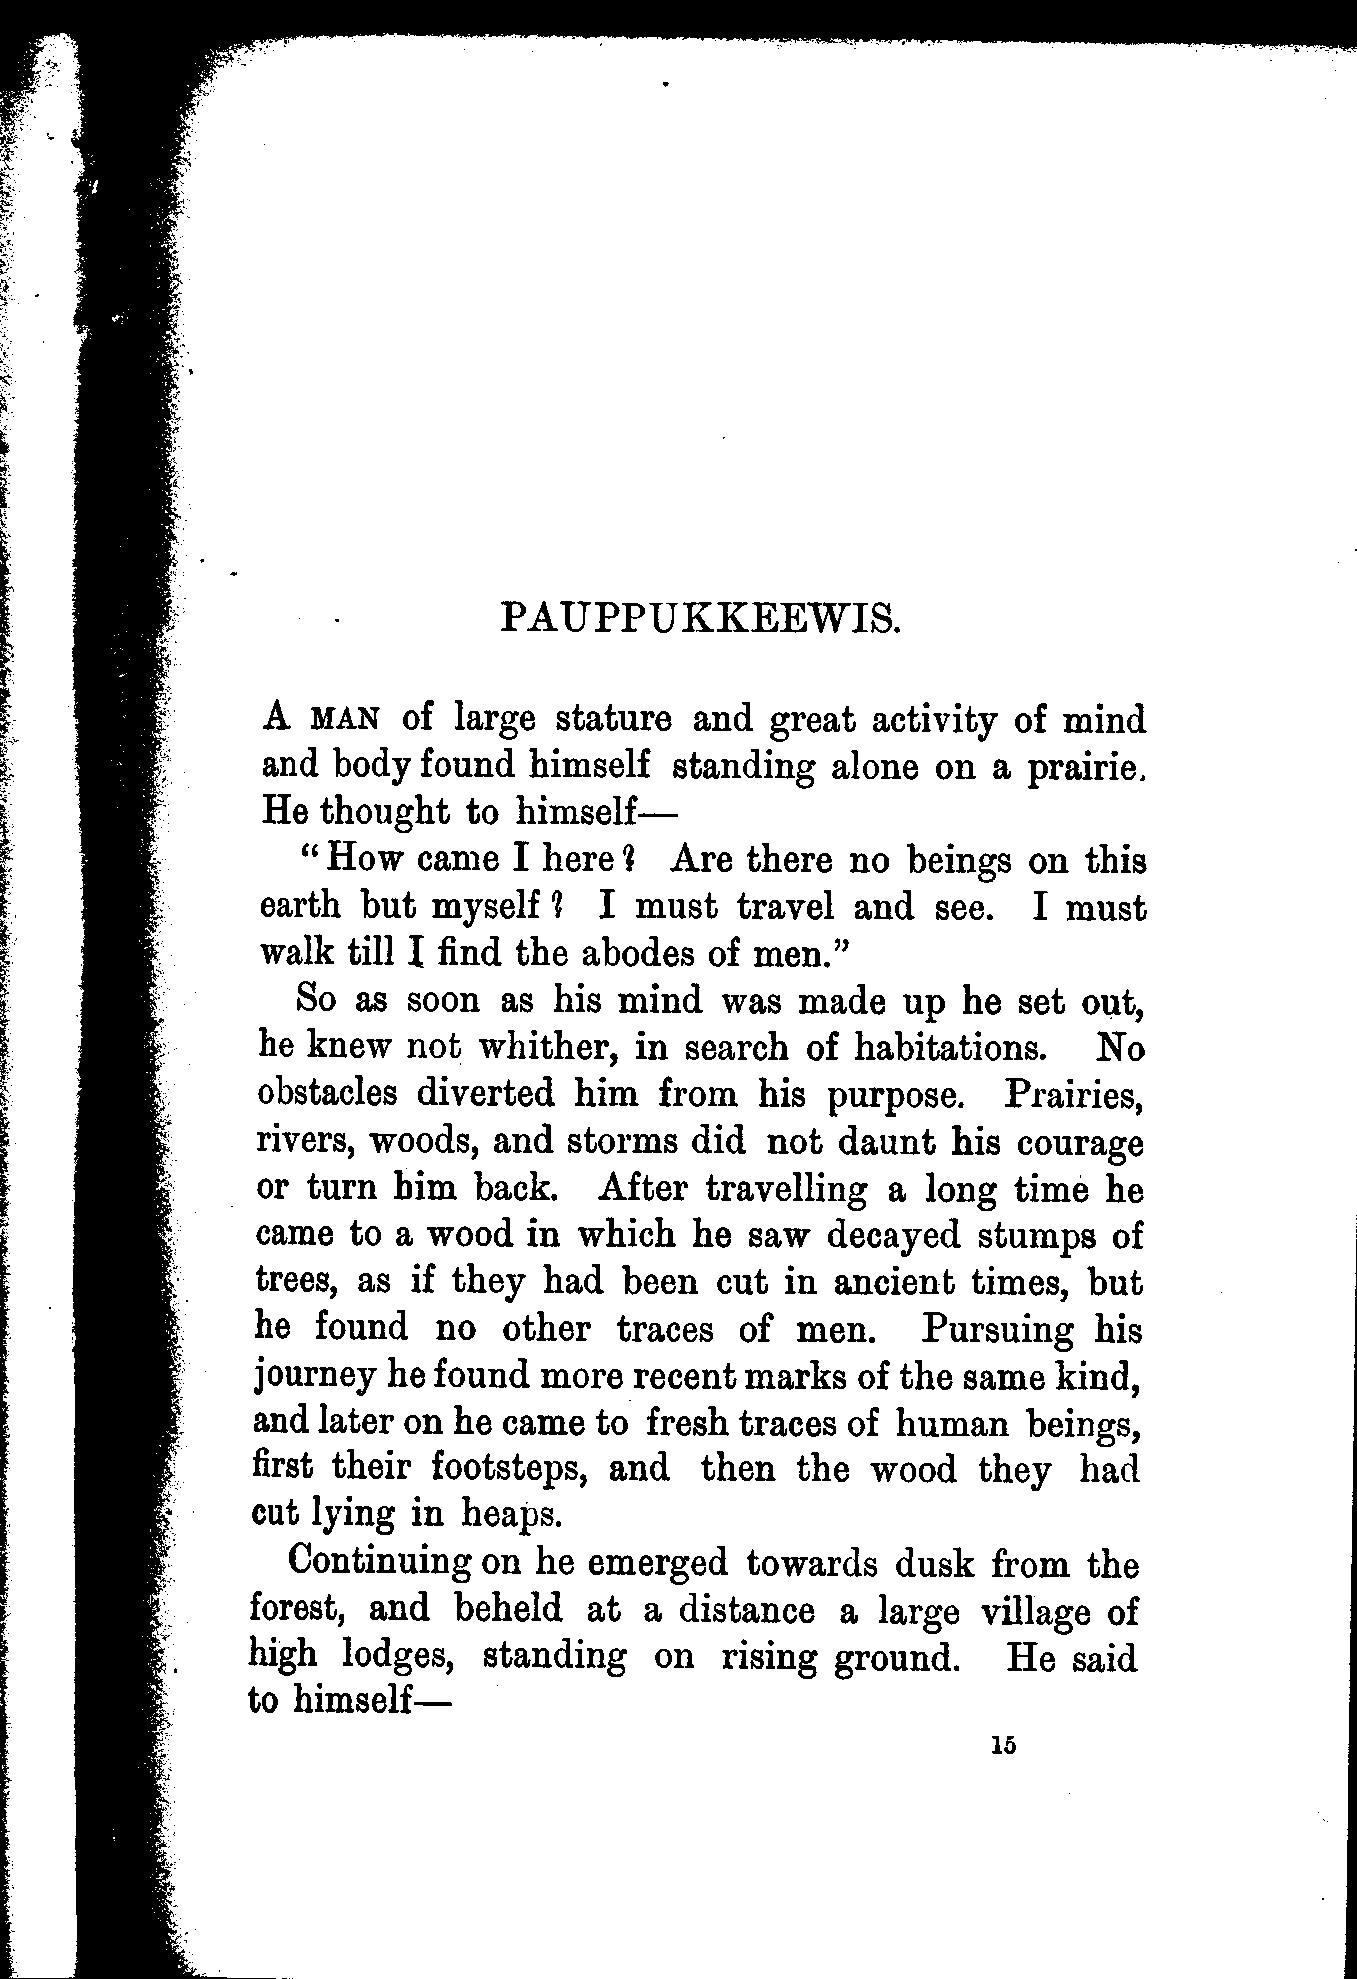 PAUPPUKKEEWIS.
A MAN of large stature and great activity of mind
and body found himself standing alone on a prairie.
He thought to himself—
“How came I here? Are there no beings on this
earth but myself? I must travel and see. I must
walk till I find the abodes of men.”
So as soon as his mind was made up he set out,
he knew not whither, in search of habitations. No
obstacles diverted him from his purpose. Prairies,
rivers, woods, and storms did not daunt his courage
or turn him back. After travelling a long time he
came to a wood in which he saw decayed stumps of
trees, as if they had been cut in ancient times, but
he found no other traces of men. Pursuing his
journey he found more recent marks of the same kind,
and later on he came to fresh traces of human beings,
first their footsteps, and then the wood they had
cut lying in heaps.
Continuing on he emerged towards dusk from the
forest, and beheld at a distance a large village of
high lodges, standing on rising ground. He said
to himself—
15